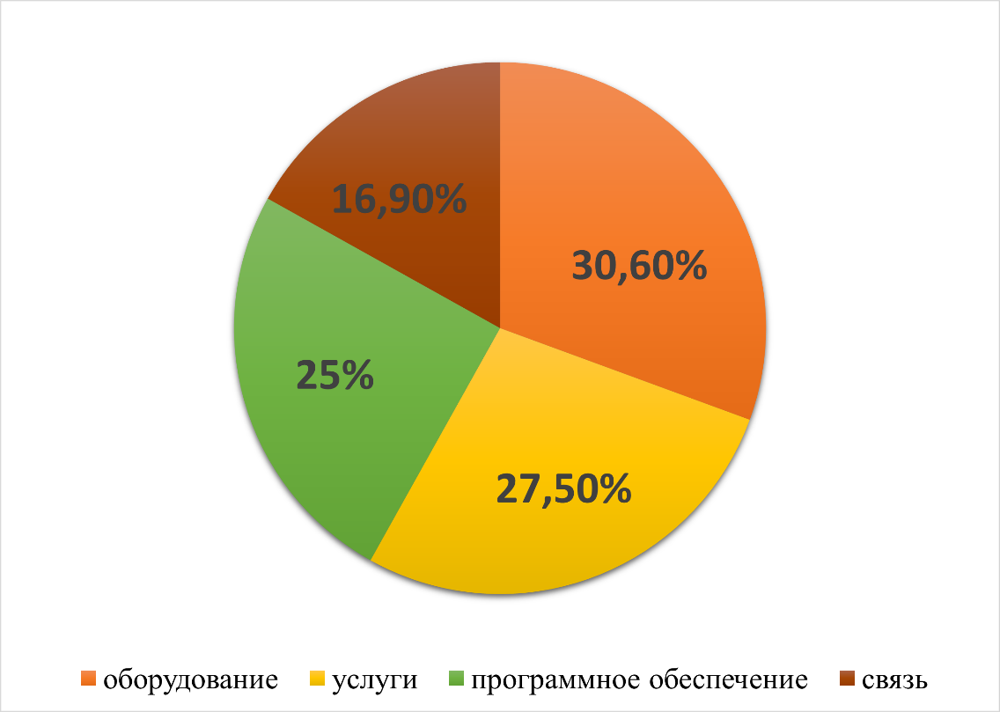 16,90%
30,60%
25%
27,50%
оборудование услуги программное обеспечение связь